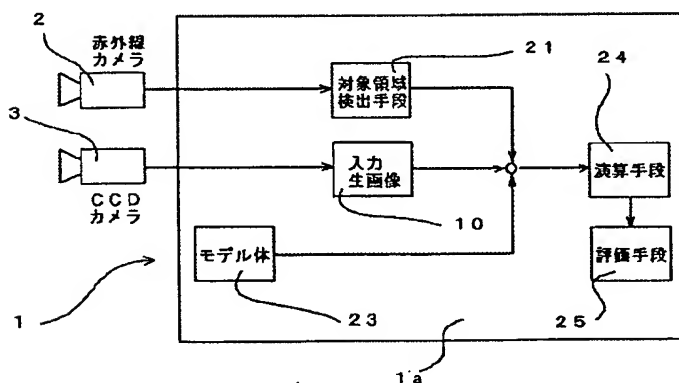 2
赤外線
カメラ
21
対象領域
検出手段
24
3
入力
生画像
演算手段
CCD
カメラ
10
モデル体
評価手段
1
23
25
1a